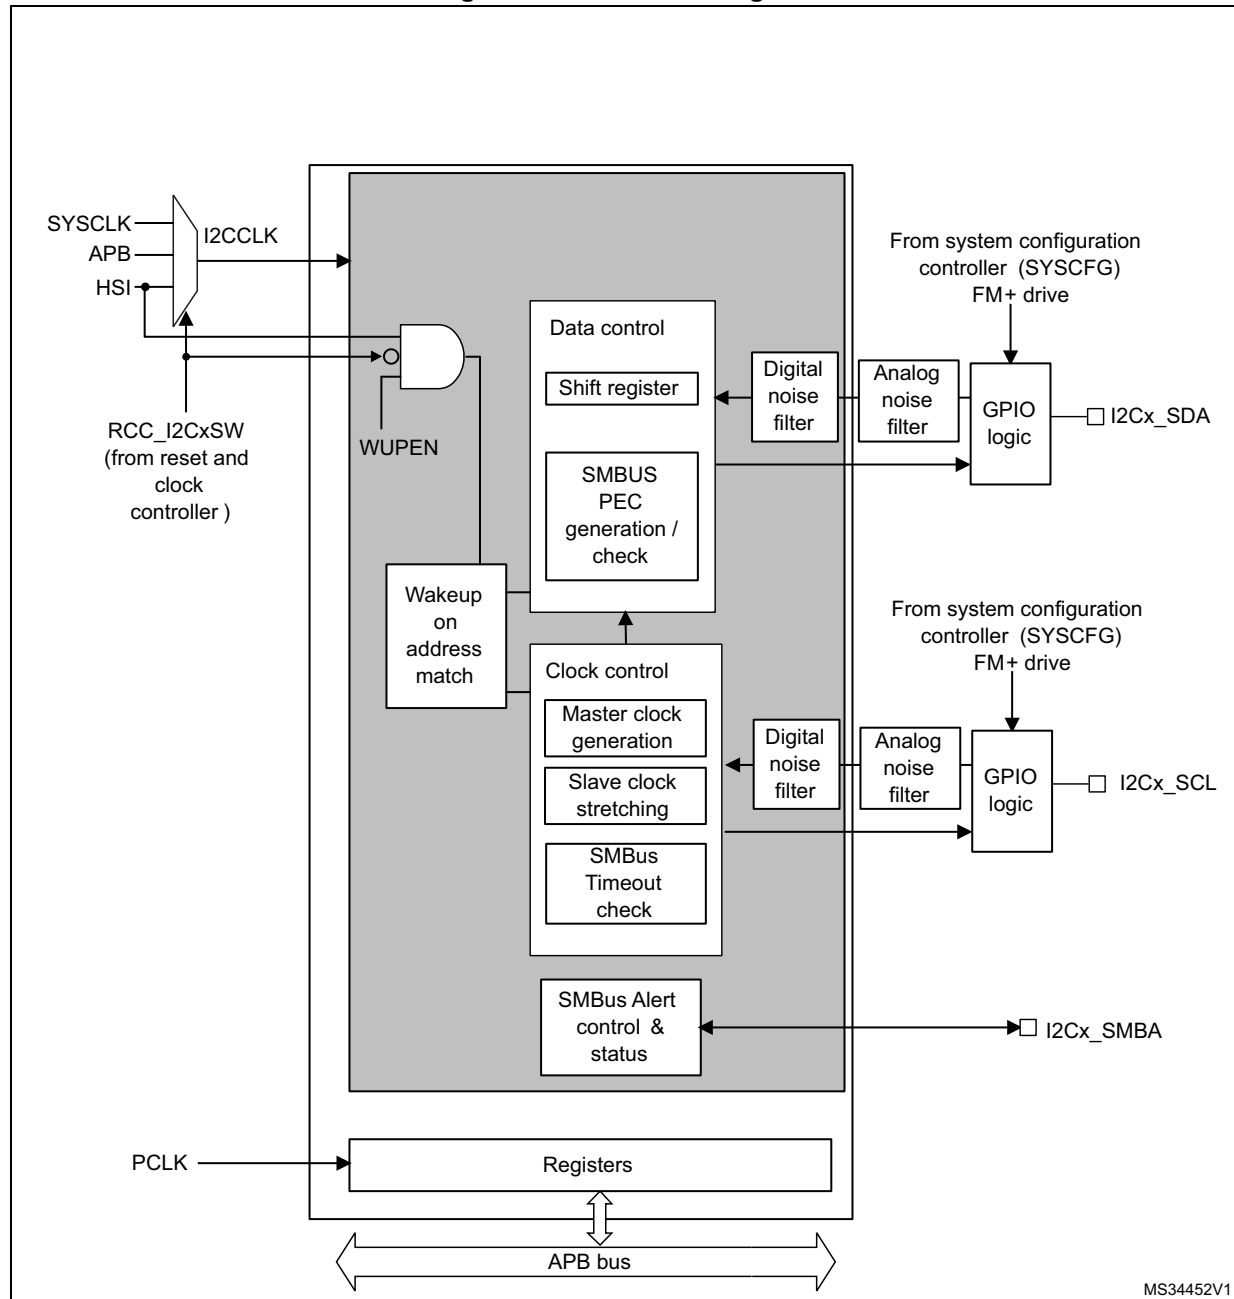 SYSCLK
APB
HSI
I2CCLK
RCC_I2CxSW
(from reset and
clock
controller )
WUPEN
Data control
Shift register
SMBUS
PEC
generation /
check
Wakeup
on
address
match
Clock control
Master clock
generation
Slave clock
stretching
SMBus
Timeout
check
SMBus Alert
control &
status
Digital
noise
filter
Analog
noise
filter
From system configuration
controller (SYSCFG)
FM+ drive
GPIO
logic
I2Cx_SDA
Digital
noise
filter
Analog
noise
filter
From system configuration
controller (SYSCFG)
FM+ drive
GPIO
logic
I2Cx_SCL
I2Cx_SMBA
PCLK
Registers
APB bus
MS34452V1